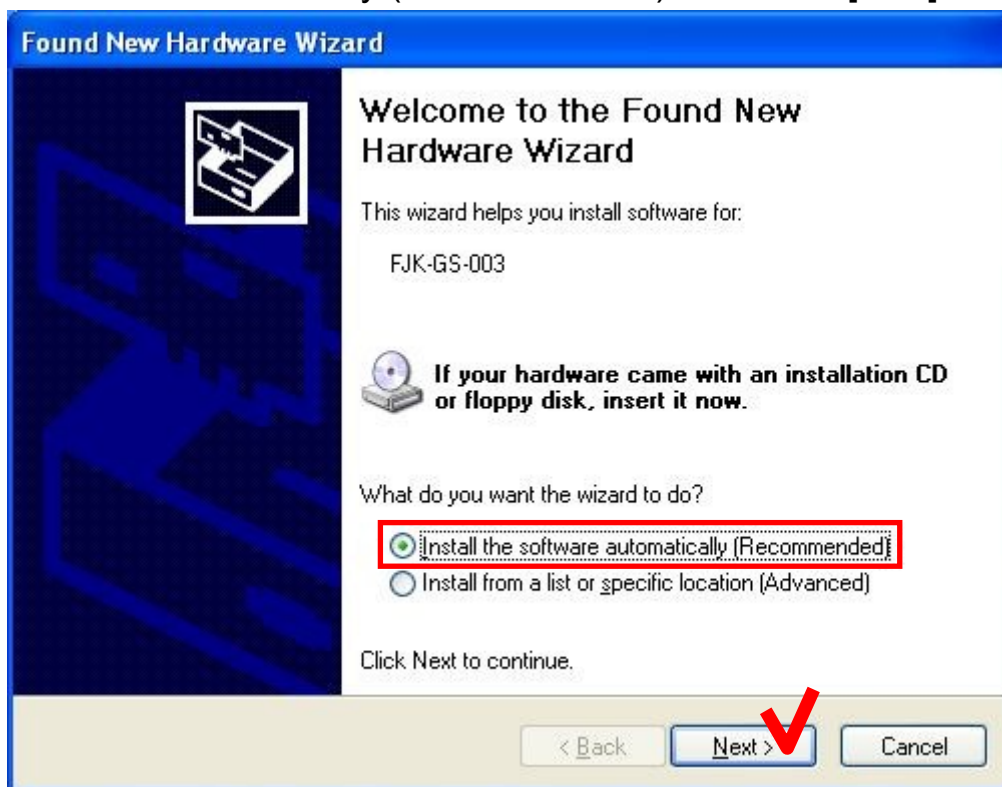 Found New Hardware Wizard
Welcome to the Found New
Hardware Wizard
This wizard helps you install software for:
FJK-GS-003
If your hardware came with an installation CD
or floppy disk, insert it now.
What do you want the wizard to do?
Install the software automatically (Recommended)
Install from a list or specific location (Advanced)
Click Next to continue.
< Back Next > Cancel